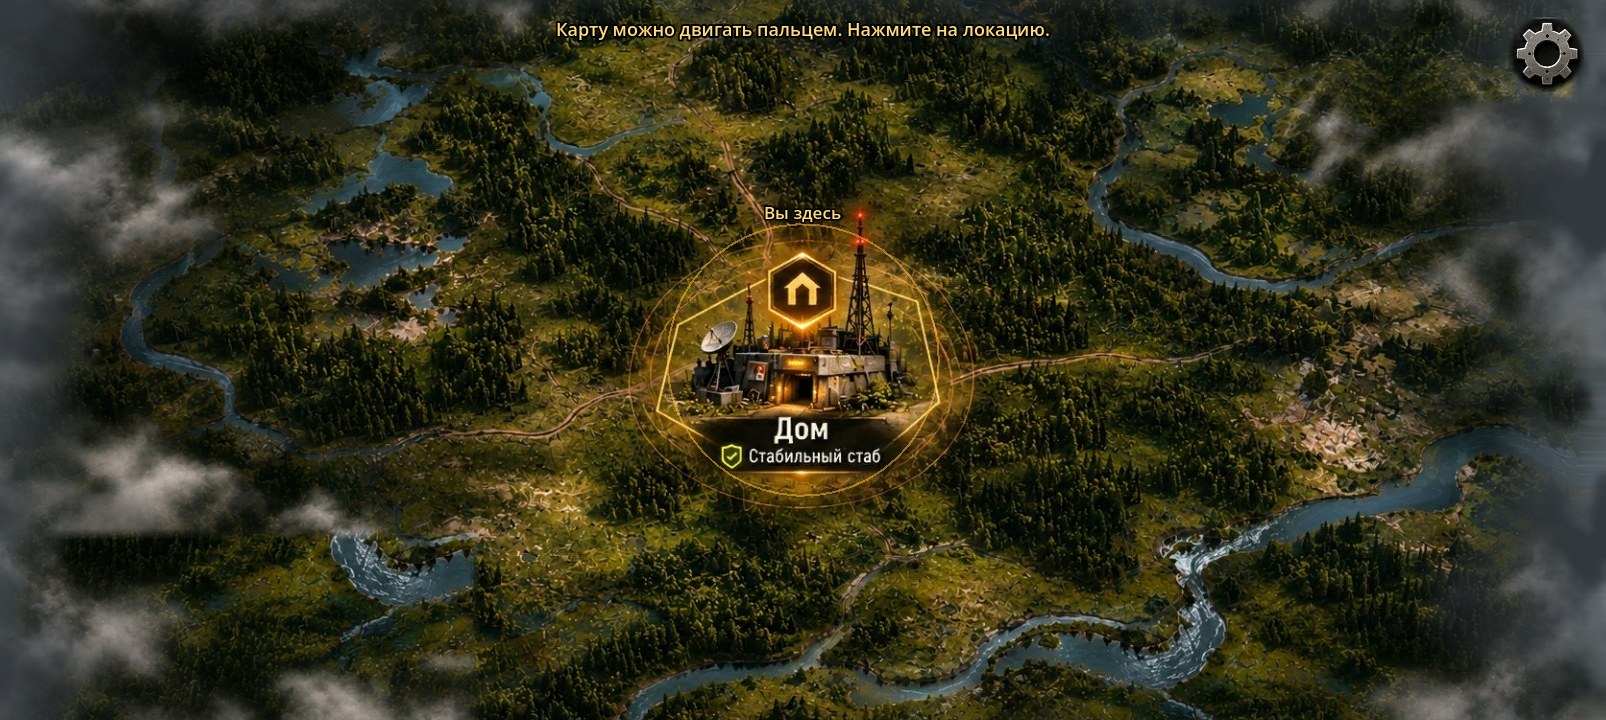 Карту можно двигать пальцем. Нажмите на локацию.
Вы здесь
Дом
Стабильный стаб